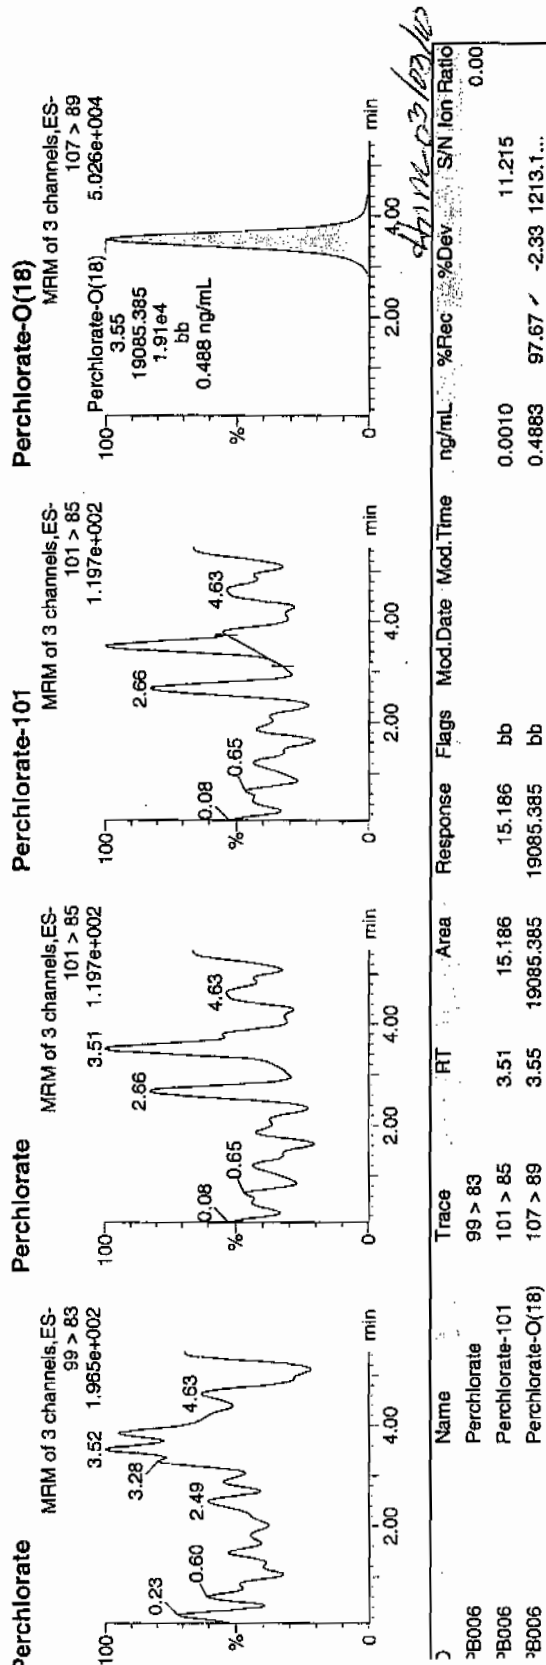 Perchlorate
MRM of 3 channels,ES-
99 > 83
1.965e+002
100
%
0
0.23
0.60
2.49
3.28
3.52
4.63
2.00
4.00
min
Perchlorate
MRM of 3 channels,ES-
101 > 85
1.197e+002
100
%
0
0.08
0.65
2.66
3.51
4.63
2.00
4.00
min
Perchlorate-101
MRM of 3 channels,ES-
101 > 85
1.197e+002
100
%
0
0.08
0.65
2.66
4.63
2.00
4.00
min
Perchlorate-O(18)
MRM of 3 channels,ES-
107 > 89
5.026e+004
100
%
0
Perchlorate-O(18)
3.55
19085.385
1.91e4
bb
0.488 ng/mL
2.00
4.00
min
03/03/10
Name Trace RT Area Response Flags Mod.Date Mod.Time ng/mL %Rec %Dev S/N Ion Ratio
PB006 Perchlorate 99 > 83 0.00
PB006 Perchlorate-101 101 > 85 3.51 15.186 15.186 bb 0.0010 11.215
PB006 Perchlorate-O(18) 107 > 89 3.55 19085.385 19085.385 bb 0.4883 97.67 ✓ -2.33 1213.1...